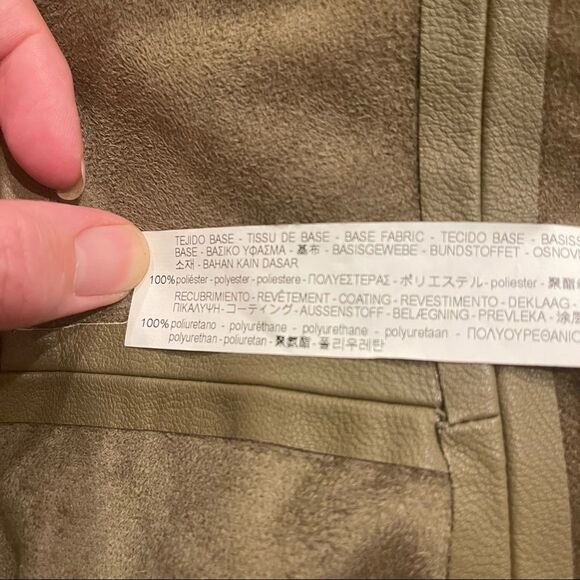 TEJIDO BASE - TISSU DE BASE - BASE FABRIC - TECIDO BASE - BASISS
BASE - ΒΑΣΙΚΟ ΥΦΑΣΜΑ - 基布 - BASISGEWEBE - BUNDSTOFFET - OSNOV
소재 - BAHAN KAIN DASAR
100% poliéster - polyester - poliestere - ΠΟΛΥΕΣΤΕΡΑΣ - ポリエステル - poliester - 聚酯
RECUBRIMIENTO - REVÊTEMENT - COATING - REVESTIMENTO - DEKLAAG -
ΠΙΚΑΛΥΨΗ - コーティング - AUSSENSTOFF - BELÆGNING - PREVLEKA - 涂层
100% poliuretano - polyuréthane - polyurethane - polyurethaan - ΠΟΛΥΟΥΡΕΘΑΝΙΟ
polyurethan - poliuretan - 聚氨酯 - 폴리우레탄